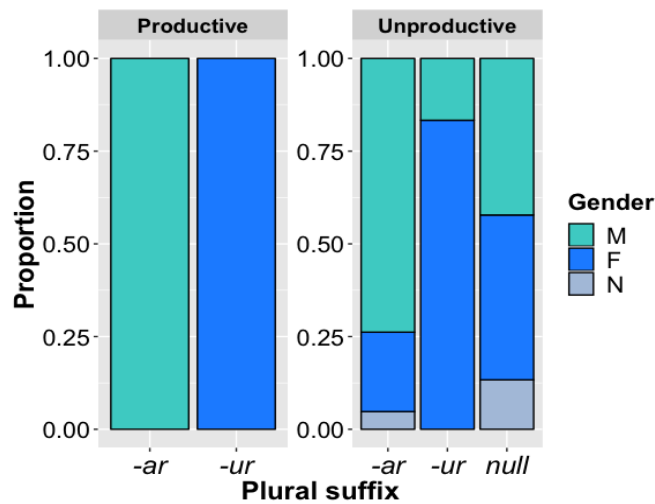 Productive
Unproductive
Proportion
1.00
0.75
0.50
0.25
0.00
1.00
0.75
0.50
0.25
0.00
-ar
-ur
-ar
-ur
null
Plural suffix
Gender
M
F
N